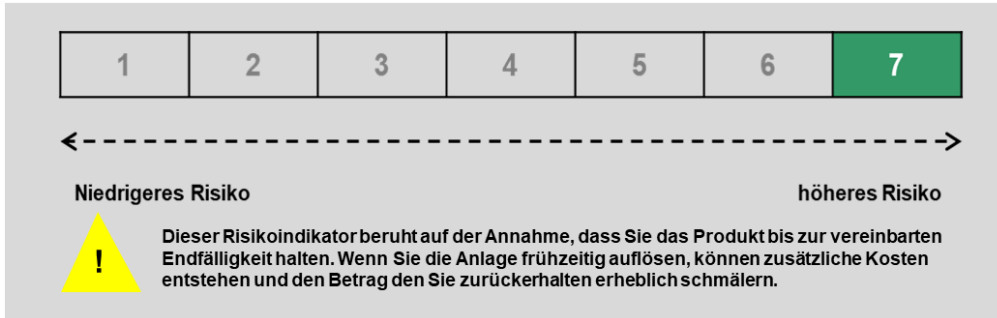 1 2 3 4 5 6 7
Niedrigeres Risiko höheres Risiko
!
Dieser Risikoindikator beruht auf der Annahme, dass Sie das Produkt bis zur vereinbarten
Endfälligkeit halten. Wenn Sie die Anlage frühzeitig auflösen, können zusätzliche Kosten
entstehen und den Betrag den Sie zurückerhalten erheblich schmälern.